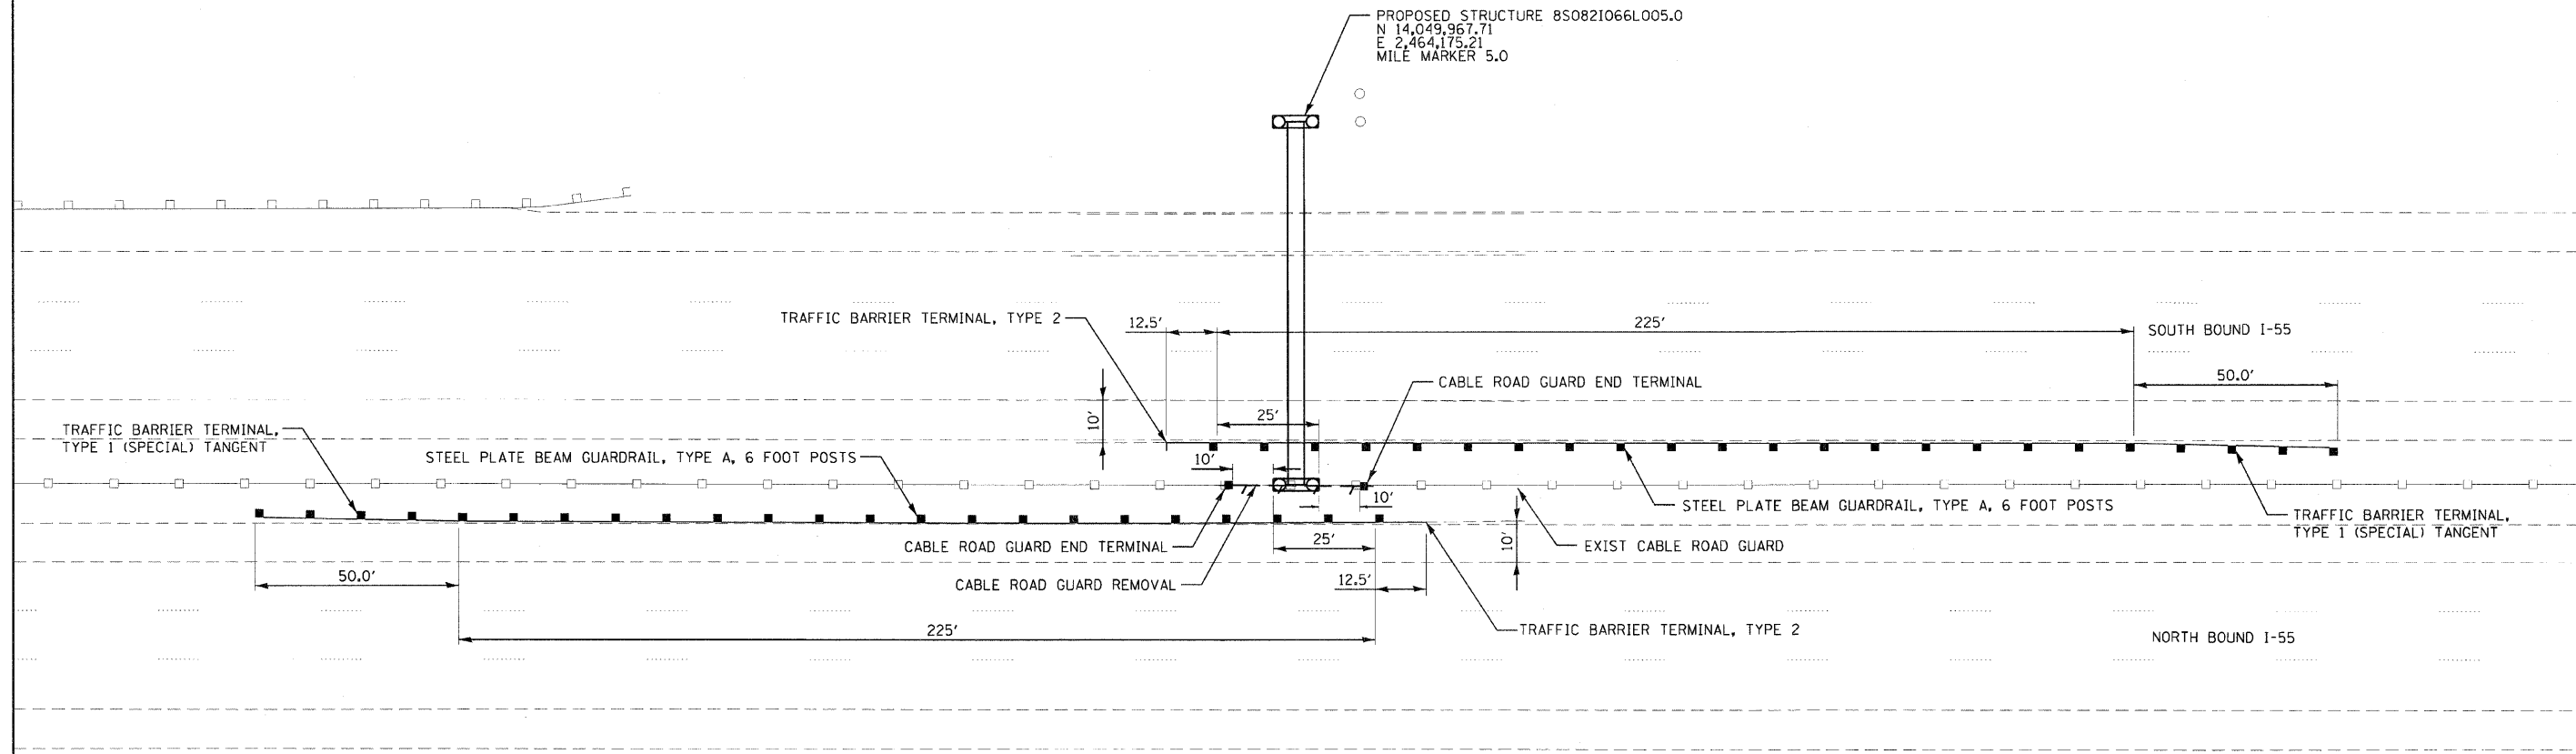 PROPOSED STRUCTURE 8S082I066L005.0
N 14,049,967.71
E 2,464,175.21
MILE MARKER 5.0
TRAFFIC BARRIER TERMINAL, TYPE 2
12.5'
225'
SOUTH BOUND I-55
CABLE ROAD GUARD END TERMINAL
50.0'
10'
25'
TRAFFIC BARRIER TERMINAL,
TYPE 1 (SPECIAL) TANGENT
STEEL PLATE BEAM GUARDRAIL, TYPE A, 6 FOOT POSTS
10'
10'
STEEL PLATE BEAM GUARDRAIL, TYPE A, 6 FOOT POSTS
TRAFFIC BARRIER TERMINAL,
TYPE 1 (SPECIAL) TANGENT
CABLE ROAD GUARD END TERMINAL
25'
10'
EXIST CABLE ROAD GUARD
50.0'
CABLE ROAD GUARD REMOVAL
12.5'
225'
TRAFFIC BARRIER TERMINAL, TYPE 2
NORTH BOUND I-55